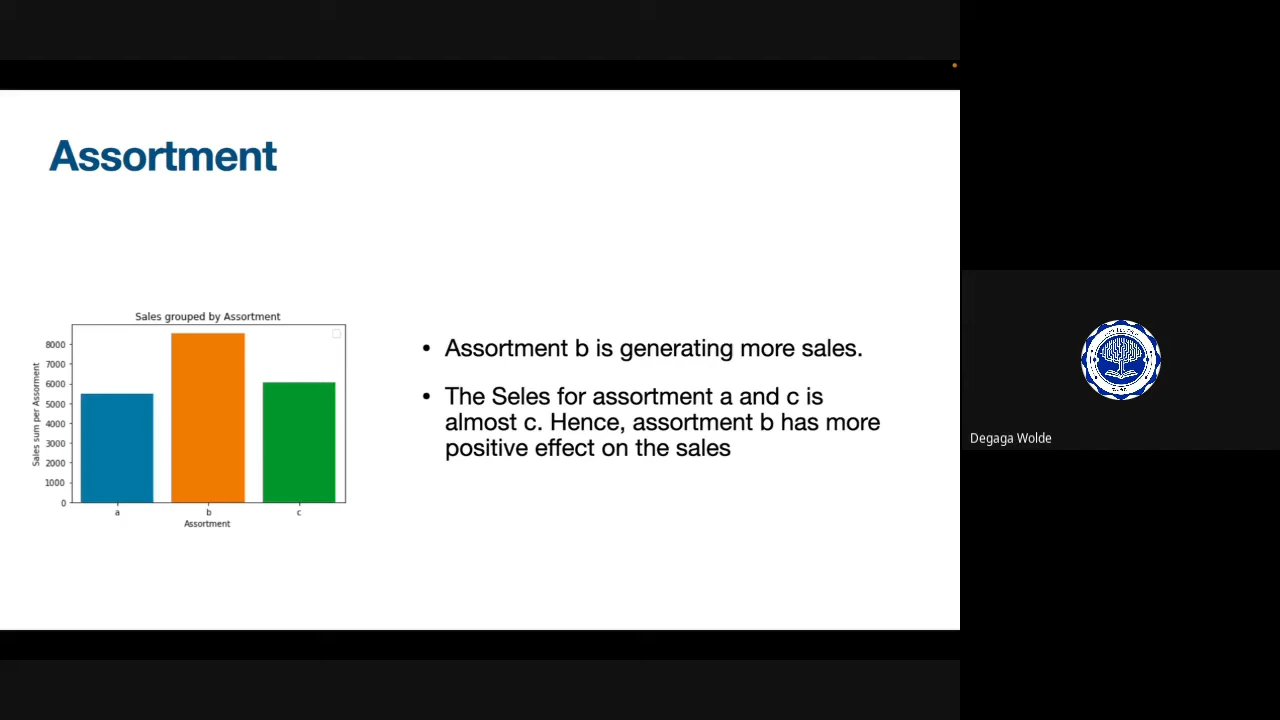 Assortment
Sales grouped by Assortment
8000
7000
6000
5000
4000
3000
2000
1000
0
Sales sum per Assorment
a
b
c
Assortment
• Assortment b is generating more sales.
• The Seles for assortment a and c is
almost c. Hence, assortment b has more
positive effect on the sales
Degaga Wolde